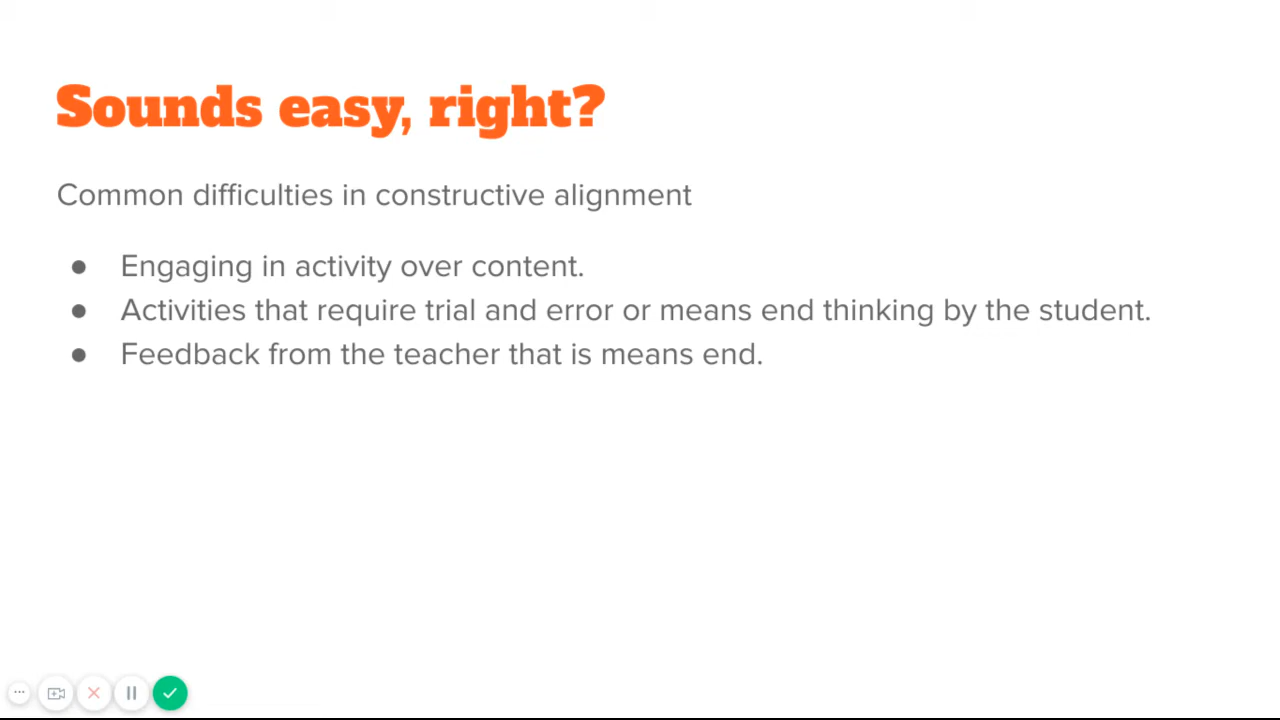 Sounds easy, right?
Common difficulties in constructive alignment
● Engaging in activity over content.
● Activities that require trial and error or means end thinking by the student.
● Feedback from the teacher that is means end.